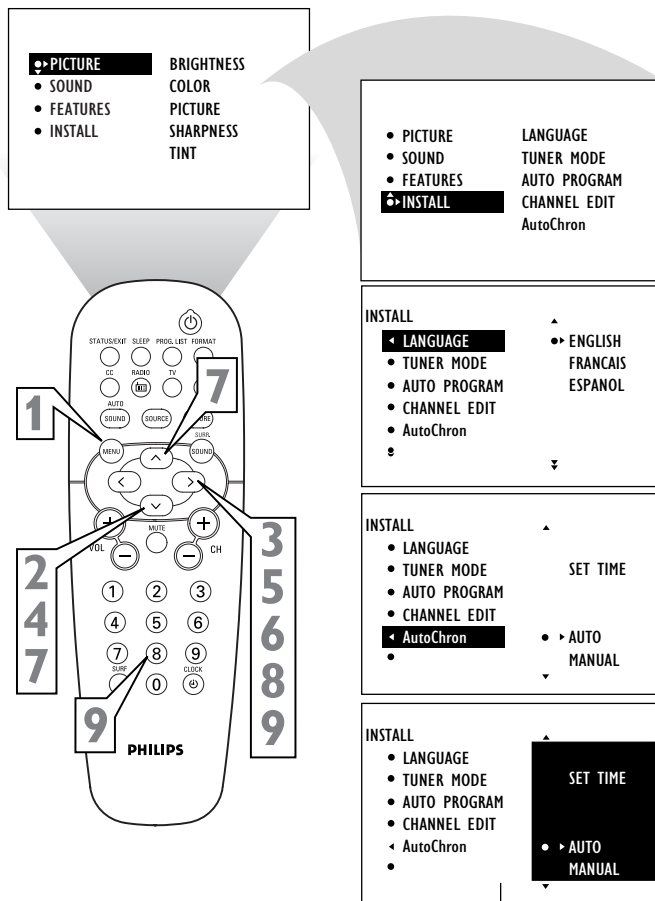 PICTURE BRIGHTNESS
SOUND COLOR
FEATURES PICTURE
INSTALL SHARPNESS
TINT
PICTURE LANGUAGE
SOUND TUNER MODE
FEATURES AUTO PROGRAM
INSTALL CHANNEL EDIT
AutoChron
INSTALL
LANGUAGE ENGLISH
TUNER MODE FRANCAIS
AUTO PROGRAM ESPANOL
CHANNEL EDIT
AutoChron
INSTALL
LANGUAGE
TUNER MODE SET TIME
AUTO PROGRAM
CHANNEL EDIT
AutoChron AUTO
MANUAL
INSTALL
LANGUAGE
TUNER MODE SET TIME
AUTO PROGRAM
CHANNEL EDIT
AutoChron AUTO
MANUAL
STATUS/EXIT SLEEP PROG. LIST FORMAT
CC RADIO TV
AUTO
SOUND SOURCE
SURR.
MENU SOUND
MUTE
VOL CH
1 2 3
4 5 6
7 8 9
SURF CLOCK
0
PHILIPS
1
7
2
4
7
3
5
6
8
9
9